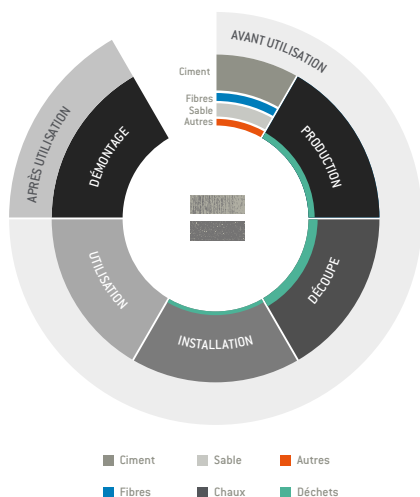 AVANT UTILISATION
Ciment
Fibres
Sable
Autres
PRODUCTION
DÉCOUPE
INSTALLATION
UTILISATION
DÉMONTAGE
APRÈS UTILISATION
Ciment
Sable
Autres
Fibres
Chaux
Déchets